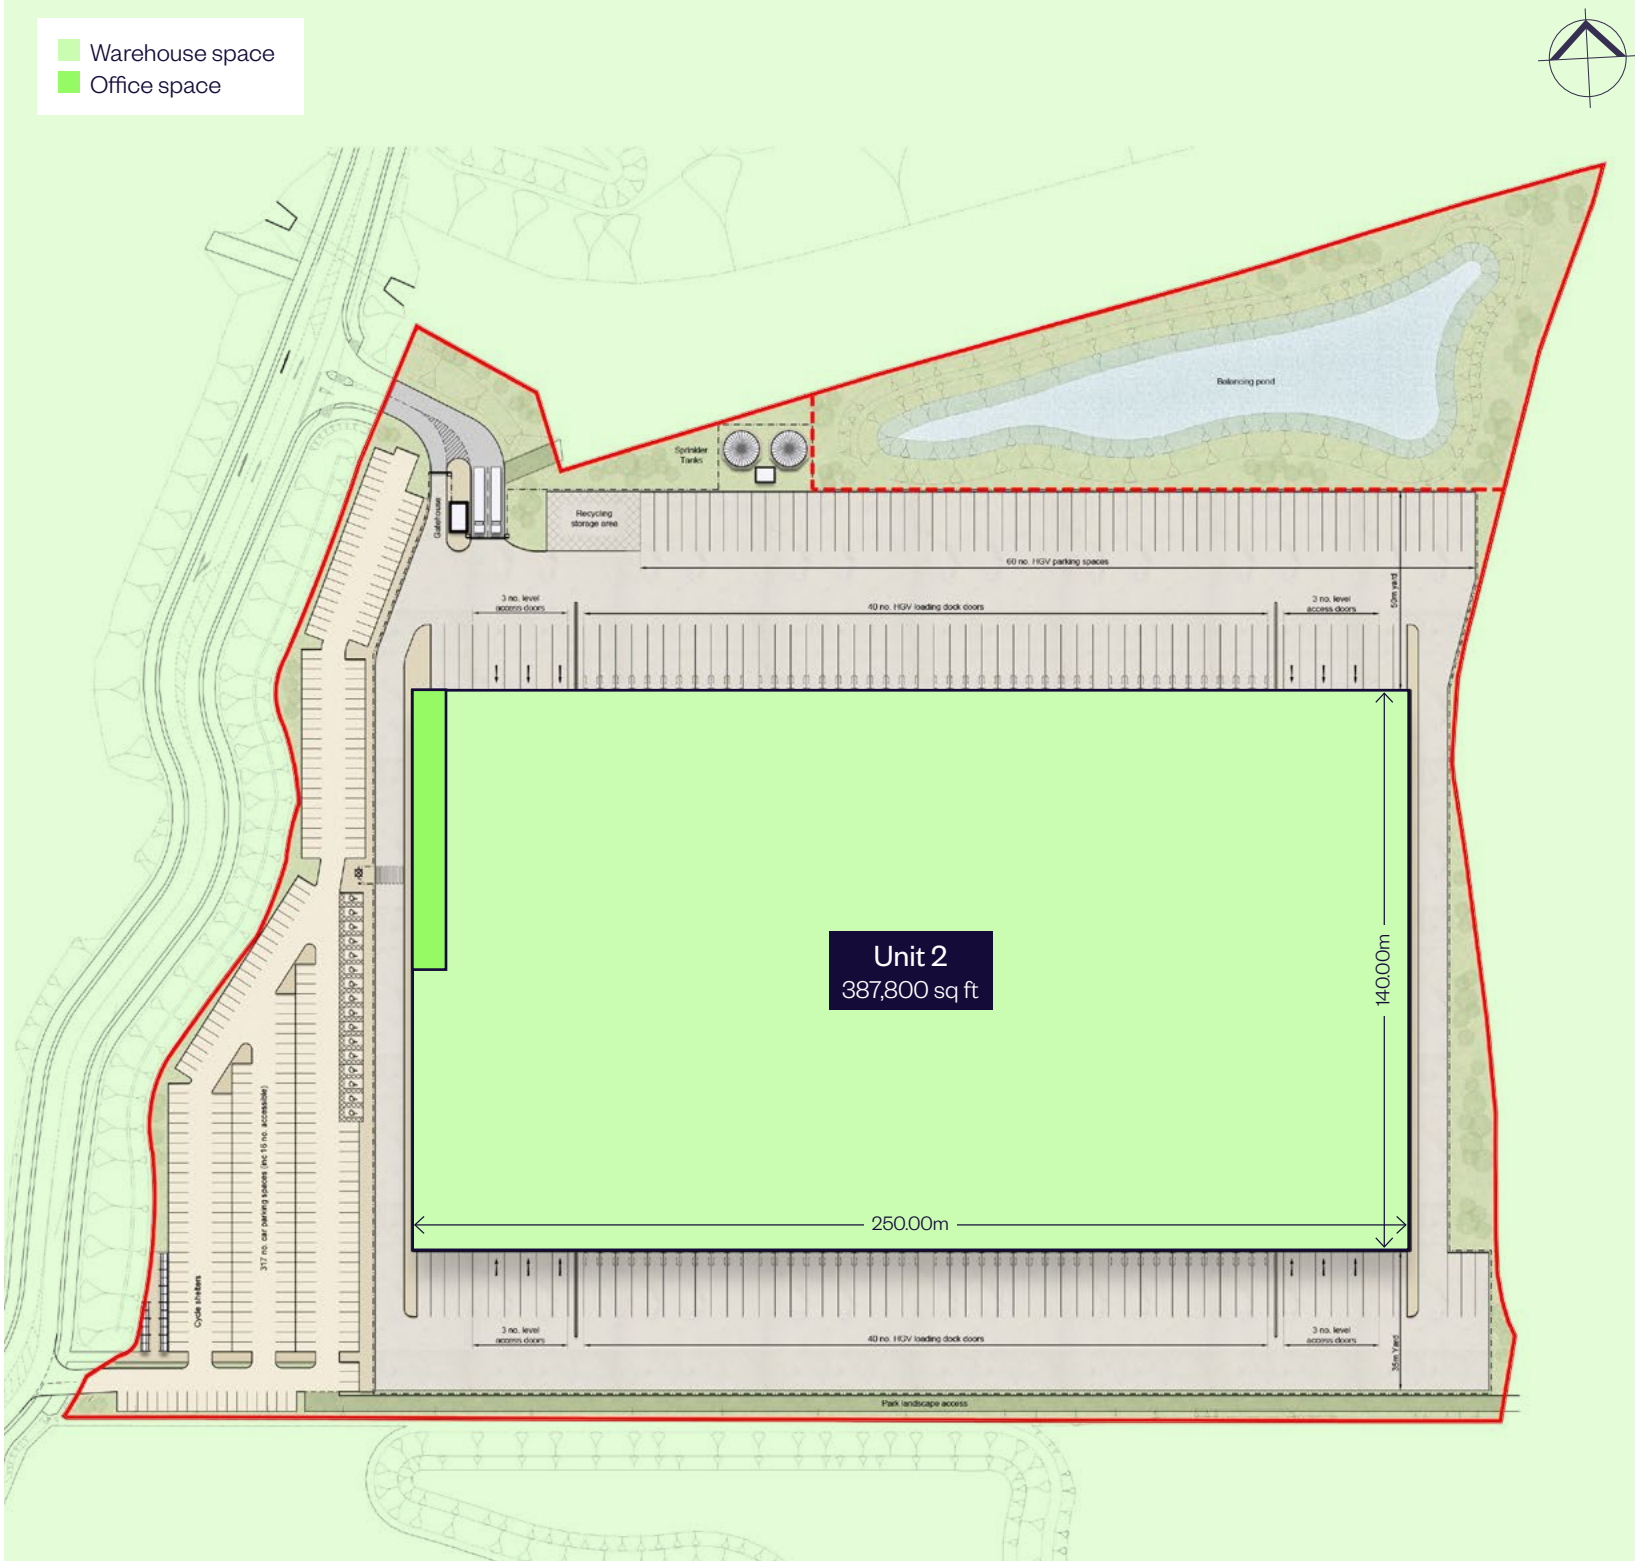 Warehouse space
Office space
Balancing pond
Sprinkler
Tanks
Gatehouse
Recycling
storage area
60 no. HGV parking spaces
50m yard
3 no. level
access doors
40 no. HGV loading dock doors
3 no. level
access doors
Unit 2
387,800 sq ft
140.00m
250.00m
317 no. car parking spaces (inc 16 no. accessible)
Cycle shelters
3 no. level
access doors
40 no. HGV loading dock doors
3 no. level
access doors
35m Yard
Park landscape access